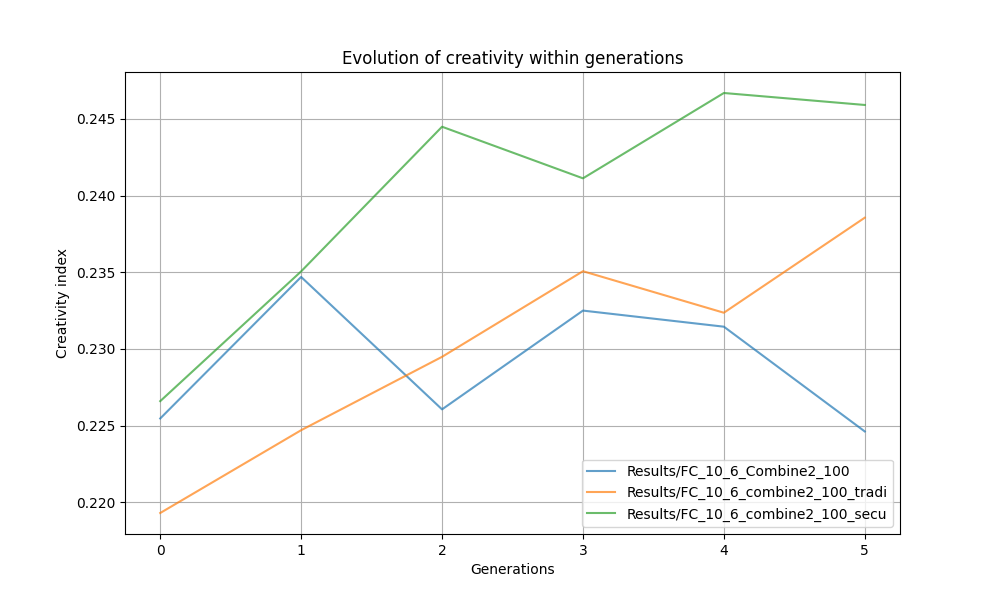 Evolution of creativity within generations
Creativity index
0.245
0.240
0.235
0.230
0.225
0.220
Results/FC_10_6_Combine2_100
Results/FC_10_6_combine2_100_tradi
Results/FC_10_6_combine2_100_secu
0 1 2 3 4 5
Generations